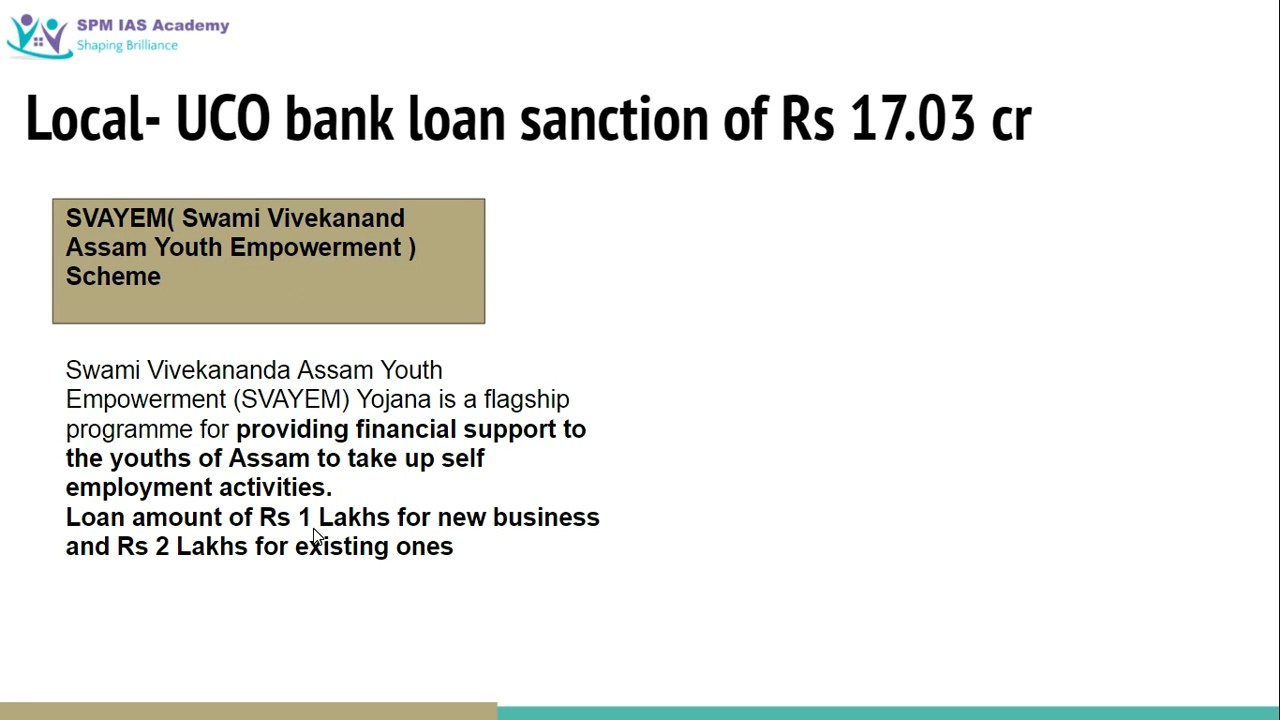 SPM IAS Academy
Shaping Brilliance
Local- UCO bank loan sanction of Rs 17.03 cr
SVAYEM( Swami Vivekanand
Assam Youth Empowerment )
Scheme
Swami Vivekananda Assam Youth
Empowerment (SVAYEM) Yojana is a flagship
programme for providing financial support to
the youths of Assam to take up self
employment activities.
Loan amount of Rs 1 Lakhs for new business
and Rs 2 Lakhs for existing ones